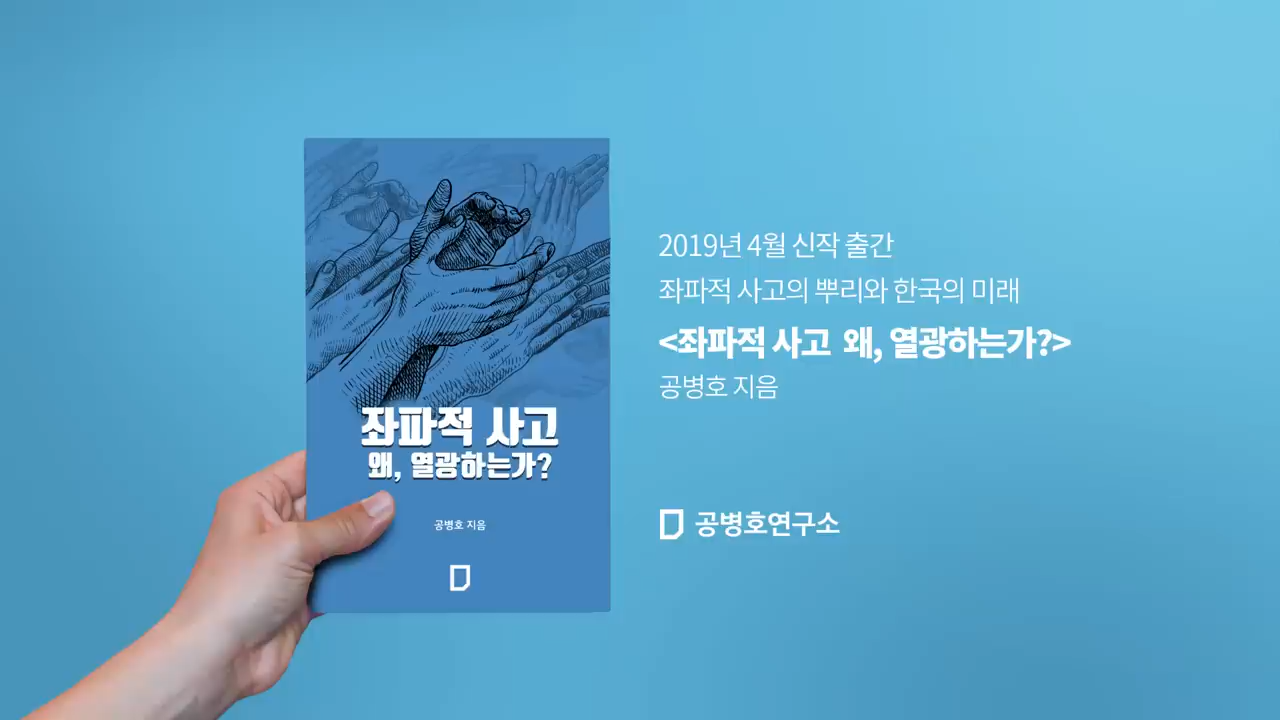 좌파적 사고
왜, 열광하는가?
공병호 지음
2019년 4월 신작 출간
좌파적 사고의 뿌리와 한국의 미래
<좌파적 사고 왜, 열광하는가?>
공병호 지음
공병호연구소